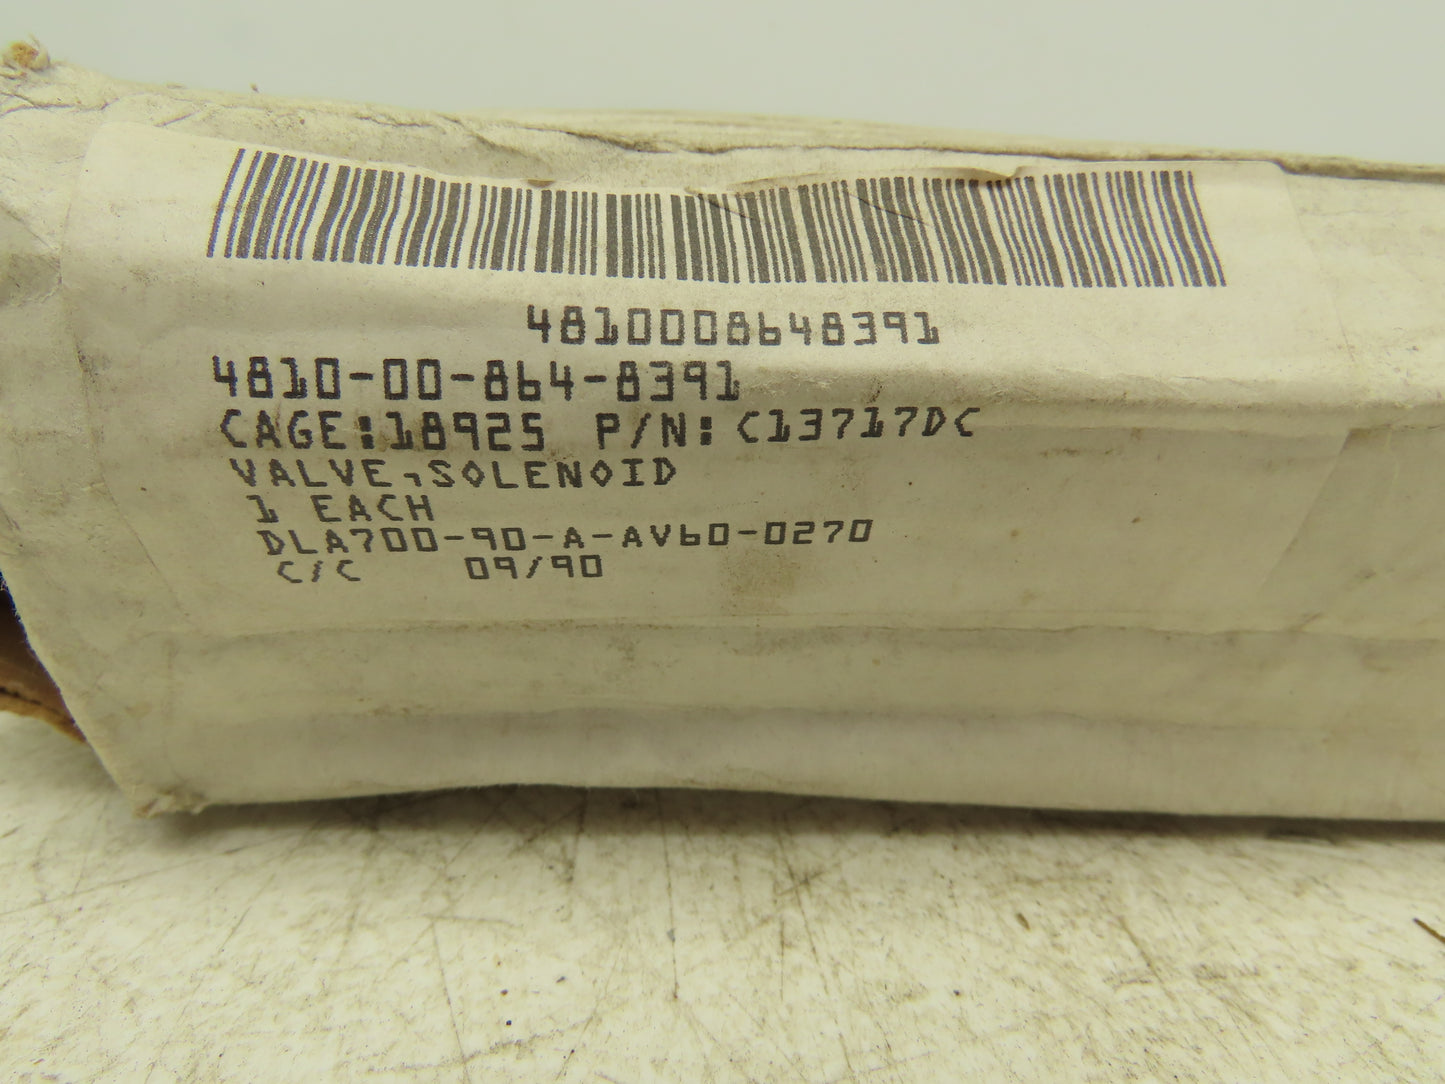 4810008648391
4810-00-864-8391
CAGE:18925 P/N: C13717DC
VALVE,SOLENOID
1 EACH
DLA700-90-A-AV60-0270
C/C 09/90